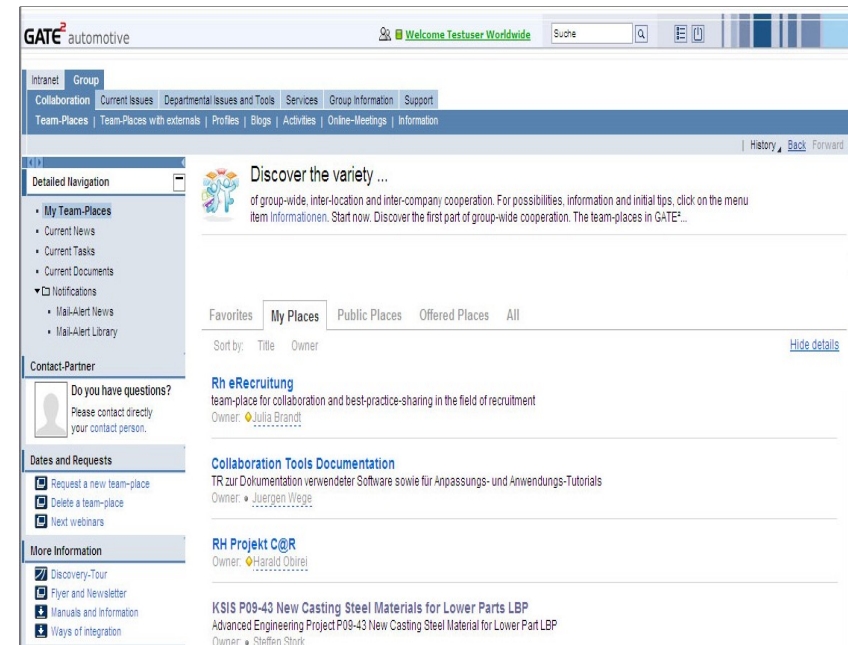 GATE² automotive
Welcome Testuser Worldwide
Suche
Intranet Group
Collaboration Current Issues Departmental Issues and Tools Services Group Information Support
Team-Places | Team-Places with externals | Profiles | Blogs | Activities | Online-Meetings | Information
| History Back Forward
Detailed Navigation
My Team-Places
Current News
Current Tasks
Current Documents
Notifications
Mail-Alert News
Mail-Alert Library
Contact-Partner
Do you have questions?
Please contact directly
your contact person.
Dates and Requests
Request a new team-place
Delete a team-place
Next webinars
More Information
Discovery-Tour
Flyer and Newsletter
Manuals and Information
Ways of integration
Discover the variety ...
of group-wide, inter-location and inter-company cooperation. For possibilities, information and initial tips, click on the menu
item Informationen. Start now. Discover the first part of group-wide cooperation. The team-places in GATE²...
Favorites My Places Public Places Offered Places All
Sort by: Title Owner
Hide details
Rh eRecruitung
team-place for collaboration and best-practice-sharing in the field of recruitment
Owner: Julia Brandt
Collaboration Tools Documentation
TR zur Dokumentation verwendeter Software sowie für Anpassungs- und Anwendungs-Tutorials
Owner: Juergen Wege
RH Projekt C@R
Owner: Harald Obirei
KSIS P09-43 New Casting Steel Materials for Lower Parts LBP
Advanced Engineering Project P09-43 New Casting Steel Material for Lower Part LBP
Owner: Steffen Stork